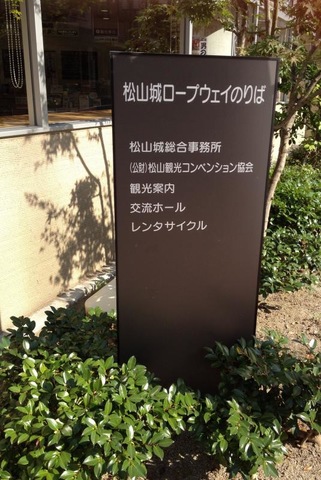 松山城ロープウェイのりば
松山城総合事務所
(公財)松山観光コンベンション協会
観光案内
交流ホール
レンタサイクル